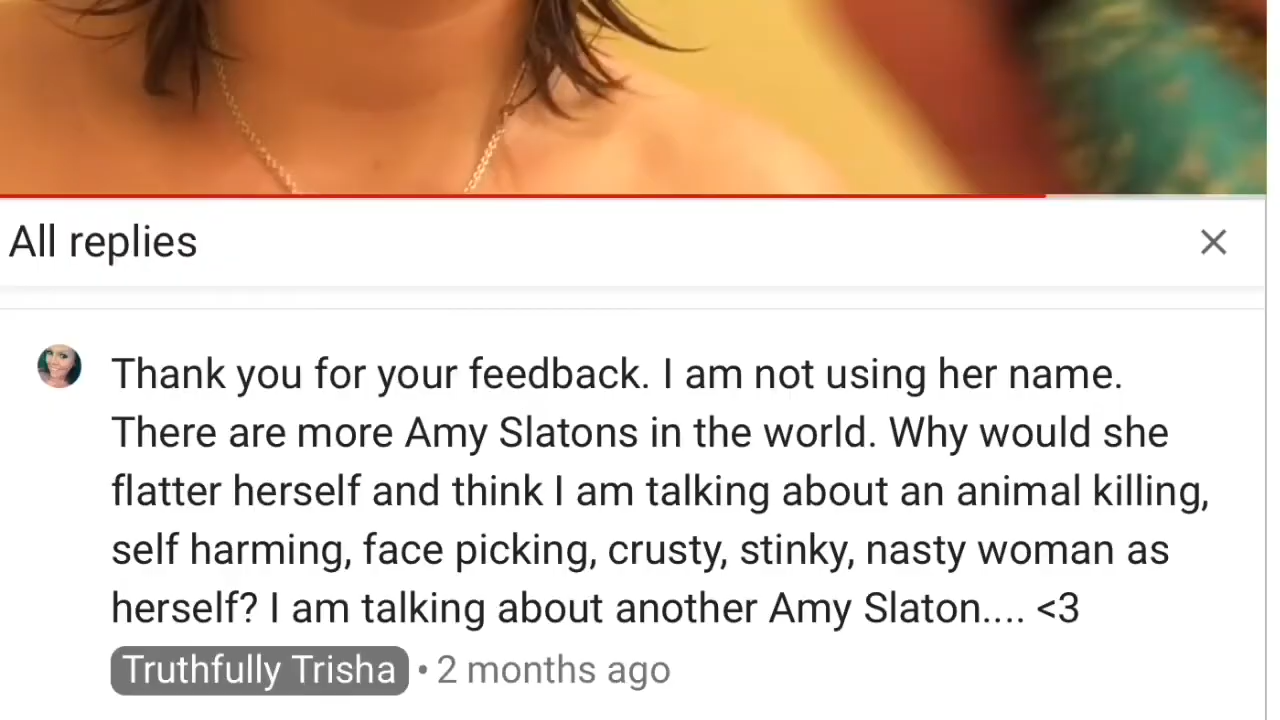 All replies
Thank you for your feedback. I am not using her name.
There are more Amy Slatons in the world. Why would she
flatter herself and think I am talking about an animal killing,
self harming, face picking, crusty, stinky, nasty woman as
herself? I am talking about another Amy Slaton.... <3
Truthfully Trisha • 2 months ago